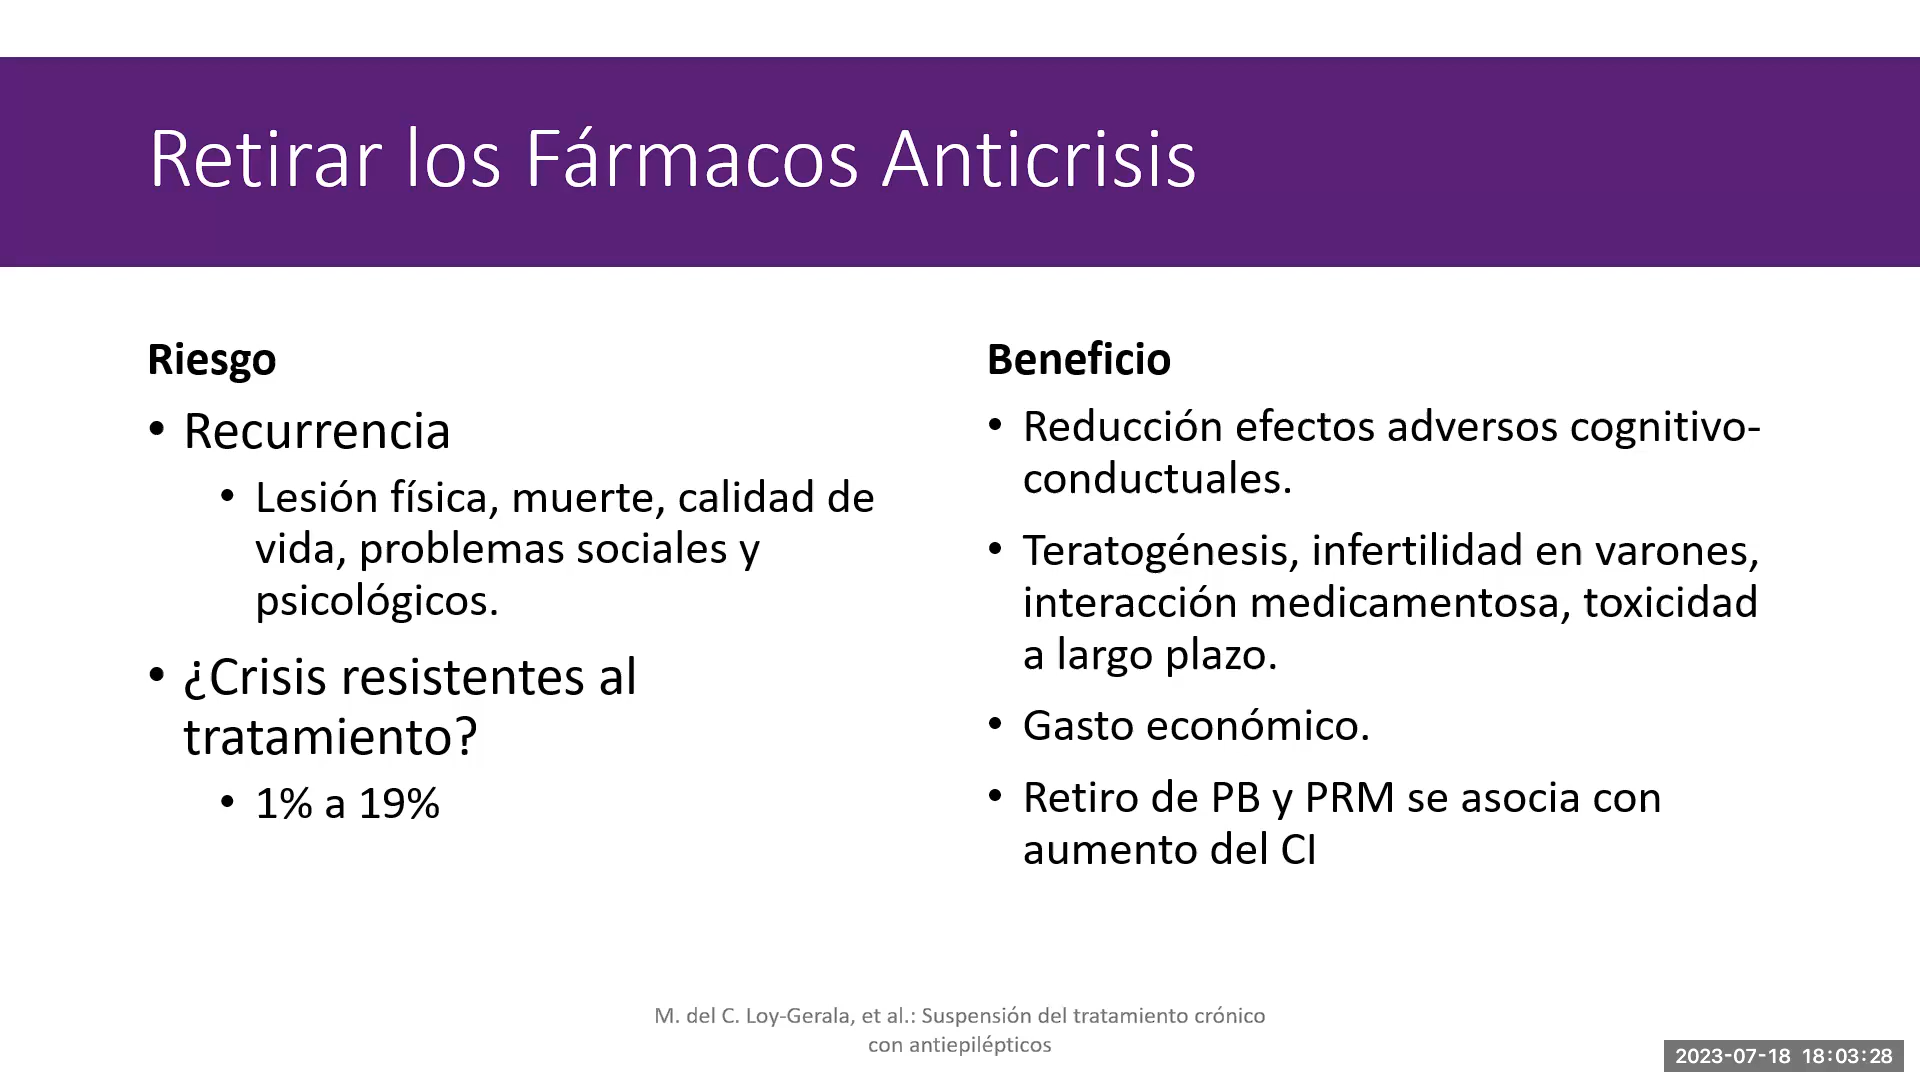 Retirar los Fármacos Anticrisis
Riesgo
• Recurrencia
• Lesión física, muerte, calidad de
vida, problemas sociales y
psicológicos.
• ¿Crisis resistentes al
tratamiento?
• 1% a 19%
Beneficio
• Reducción efectos adversos cognitivo-
conductuales.
• Teratogénesis, infertilidad en varones,
interacción medicamentosa, toxicidad
a largo plazo.
• Gasto económico.
• Retiro de PB y PRM se asocia con
aumento del CI
M. del C. Loy-Gerala, et al.: Suspensión del tratamiento crónico
con antiepilépticos
2023-07-18 18:03:28